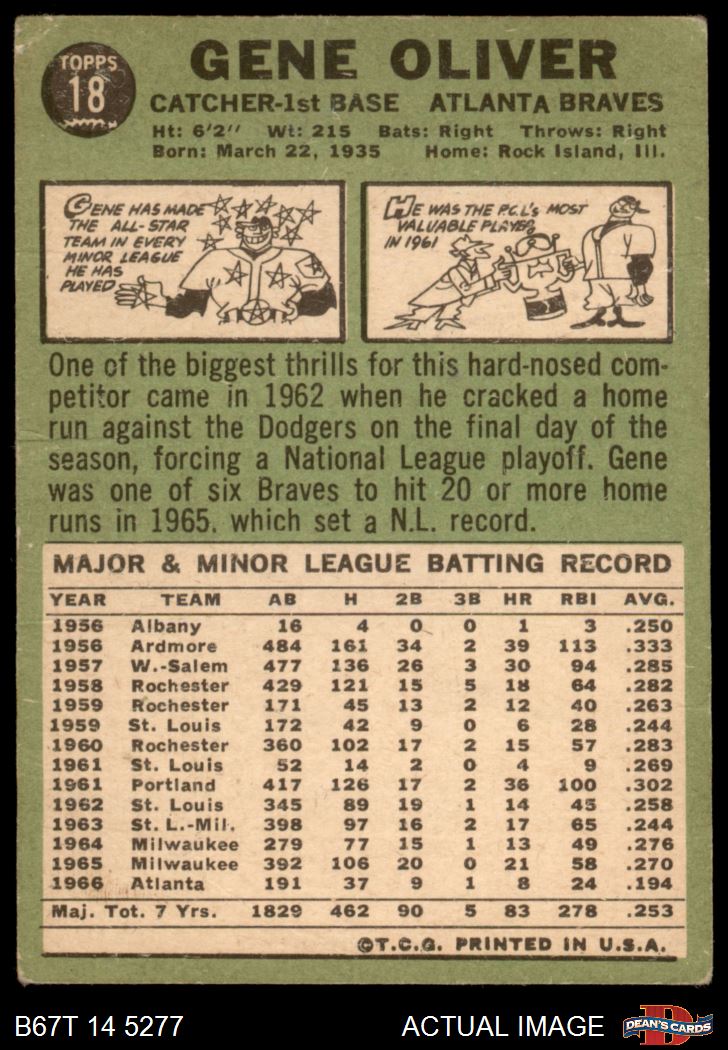 TOPPS
18
GENE OLIVER
CATCHER-1st BASE ATLANTA BRAVES
Ht: 6'2" Wt: 215 Bats: Right Throws: Right
Born: March 22, 1935 Home: Rock Island, Ill.
GENE HAS MADE
THE ALL-STAR
TEAM IN EVERY
MINOR LEAGUE
HE HAS
PLAYED
HE WAS THE P.C.L's MOST
VALUABLE PLAYER
IN 1961
One of the biggest thrills for this hard-nosed com-
petitor came in 1962 when he cracked a home
run against the Dodgers on the final day of the
season, forcing a National League playoff. Gene
was one of six Braves to hit 20 or more home
runs in 1965, which set a N.L. record.
MAJOR & MINOR LEAGUE BATTING RECORD
YEAR TEAM AB H 2B 3B HR RBI AVG.
1956 Albany 16 4 0 0 1 3 .250
1956 Ardmore 484 161 34 2 39 113 .333
1957 W.-Salem 477 136 26 3 30 94 .285
1958 Rochester 429 121 15 5 18 64 .282
1959 Rochester 171 45 13 2 12 40 .263
1959 St. Louis 172 42 9 0 6 28 .244
1960 Rochester 360 102 17 2 15 57 .283
1961 St. Louis 52 14 2 0 4 9 .269
1961 Portland 417 126 17 2 36 100 .302
1962 St. Louis 345 89 19 1 14 45 .258
1963 St. L.-Mil. 398 97 16 2 17 65 .244
1964 Milwaukee 279 77 15 1 13 49 .276
1965 Milwaukee 392 106 20 0 21 58 .270
1966 Atlanta 191 37 9 1 8 24 .194
Maj. Tot. 7 Yrs. 1829 462 90 5 83 278 .253
©T.C.G. PRINTED IN U.S.A.
B67T 14 5277 ACTUAL IMAGE
D
DEAN'S CARDS